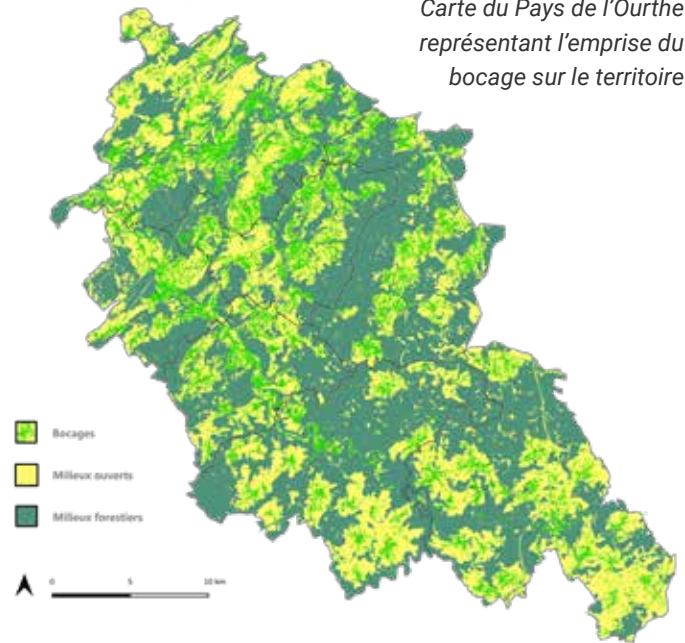 Carte du Pays de l'Ourthe
représentant l'emprise du
bocage sur le territoire
Bocages
Milieux ouverts
Milieux forestiers
0 5 10 km